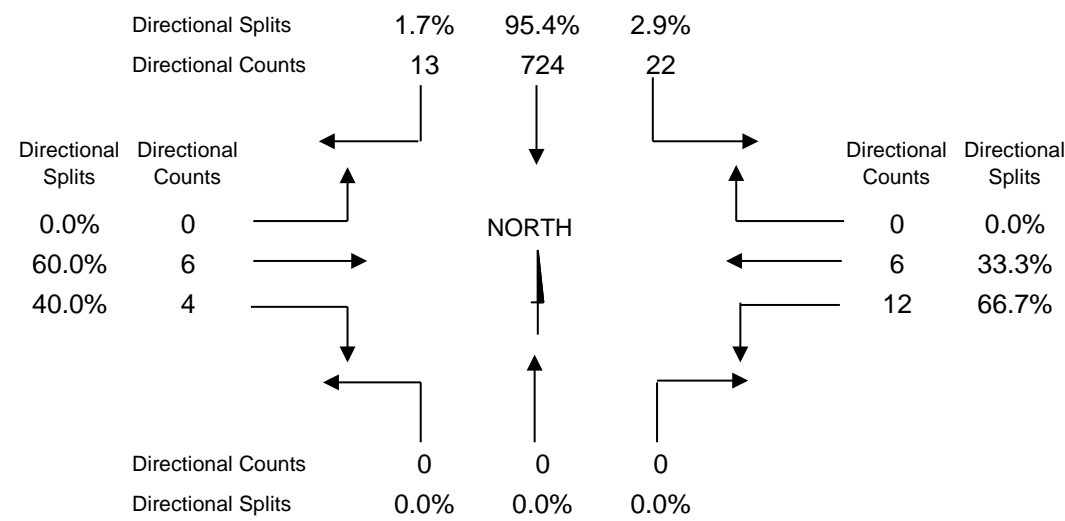 Directional Splits 1.7% 95.4% 2.9%
Directional Counts 13 724 22
Directional Directional Directional Directional
Splits Counts Counts Splits
0.0% 0 NORTH 0 0.0%
60.0% 6 6 33.3%
40.0% 4 12 66.7%
Directional Counts 0 0 0
Directional Splits 0.0% 0.0% 0.0%